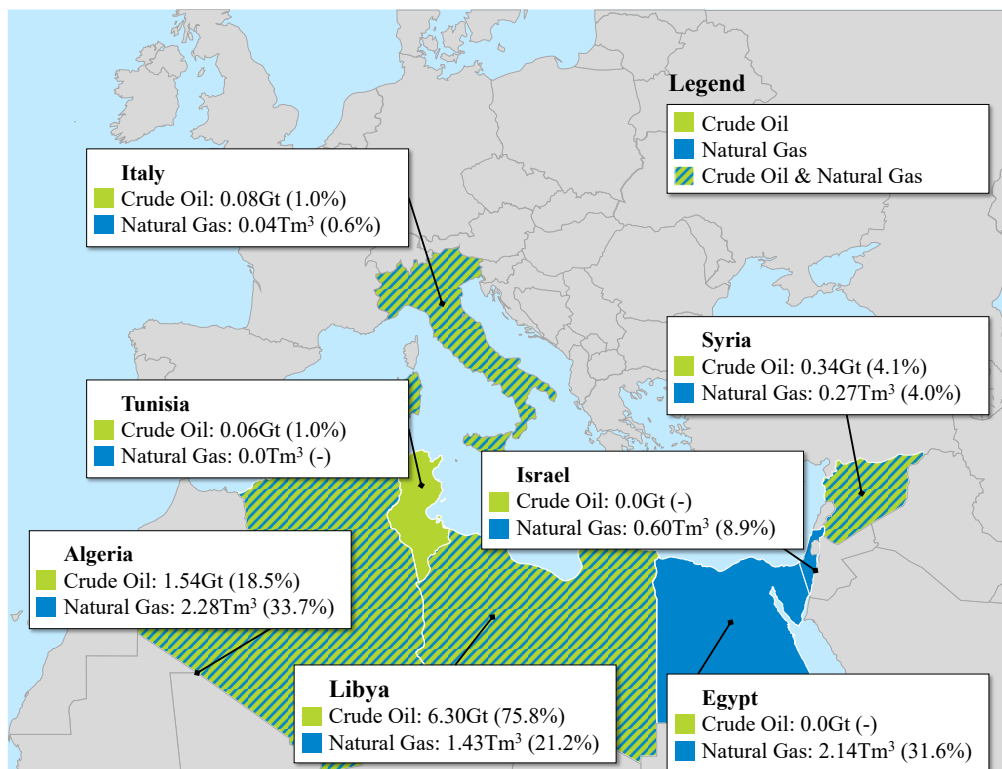 Legend
Crude Oil
Natural Gas
Crude Oil & Natural Gas
Italy
Crude Oil: 0.08Gt (1.0%)
Natural Gas: 0.04Tm³ (0.6%)
Syria
Crude Oil: 0.34Gt (4.1%)
Natural Gas: 0.27Tm³ (4.0%)
Tunisia
Crude Oil: 0.06Gt (1.0%)
Natural Gas: 0.0Tm³ (-)
Israel
Crude Oil: 0.0Gt (-)
Natural Gas: 0.60Tm³ (8.9%)
Algeria
Crude Oil: 1.54Gt (18.5%)
Natural Gas: 2.28Tm³ (33.7%)
Libya
Crude Oil: 6.30Gt (75.8%)
Natural Gas: 1.43Tm³ (21.2%)
Egypt
Crude Oil: 0.0Gt (-)
Natural Gas: 2.14Tm³ (31.6%)